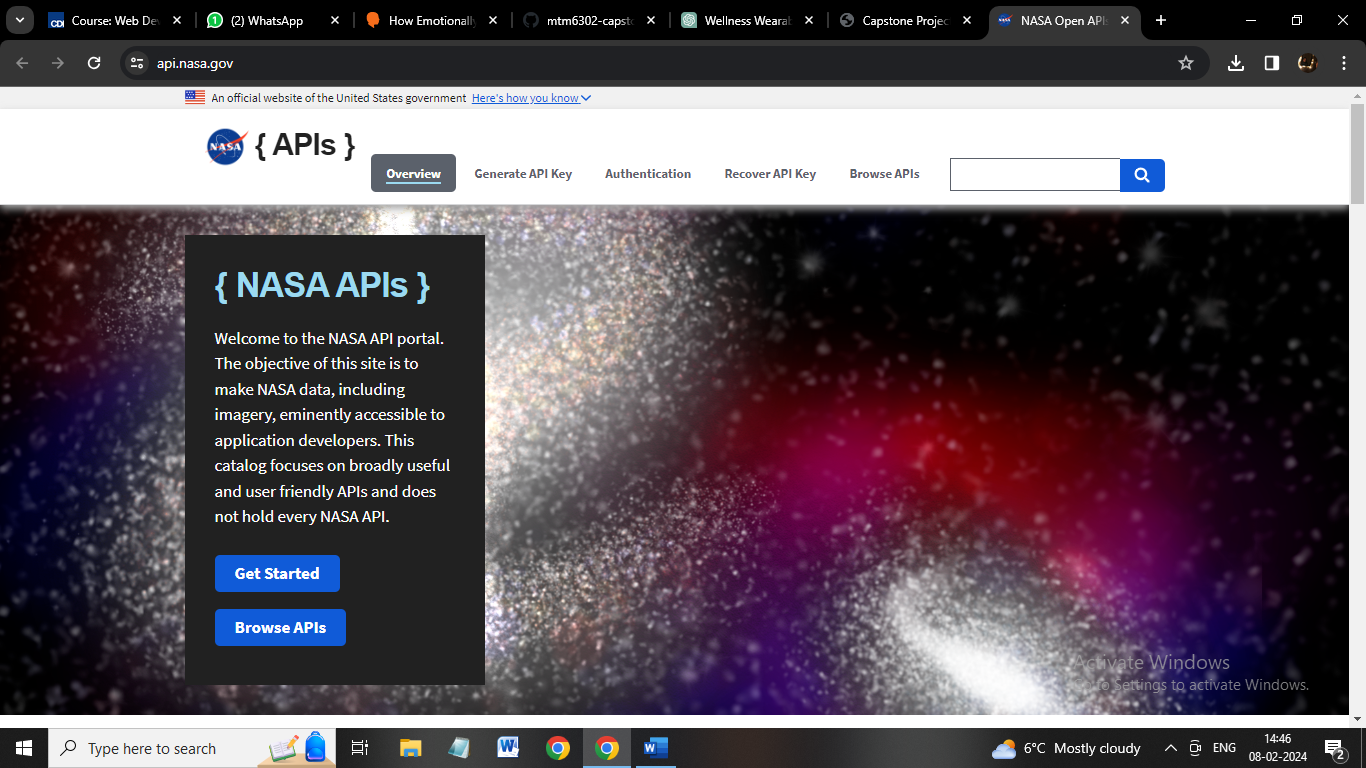 Course: Web De
(2) WhatsApp
How Emotionally
mtm6302-capsto
Wellness Wearab
Capstone Projec
NASA Open APIs
api.nasa.gov
An official website of the United States government Here's how you know
NASA { APIs }
Overview Generate API Key Authentication Recover API Key Browse APIs
{ NASA APIs }
Welcome to the NASA API portal.
The objective of this site is to
make NASA data, including
imagery, eminently accessible to
application developers. This
catalog focuses on broadly useful
and user friendly APIs and does
not hold every NASA API.
Get Started
Browse APIs
Activate Windows
Go to Settings to activate Windows.
Type here to search
6°C Mostly cloudy
ENG
14:46
08-02-2024
2